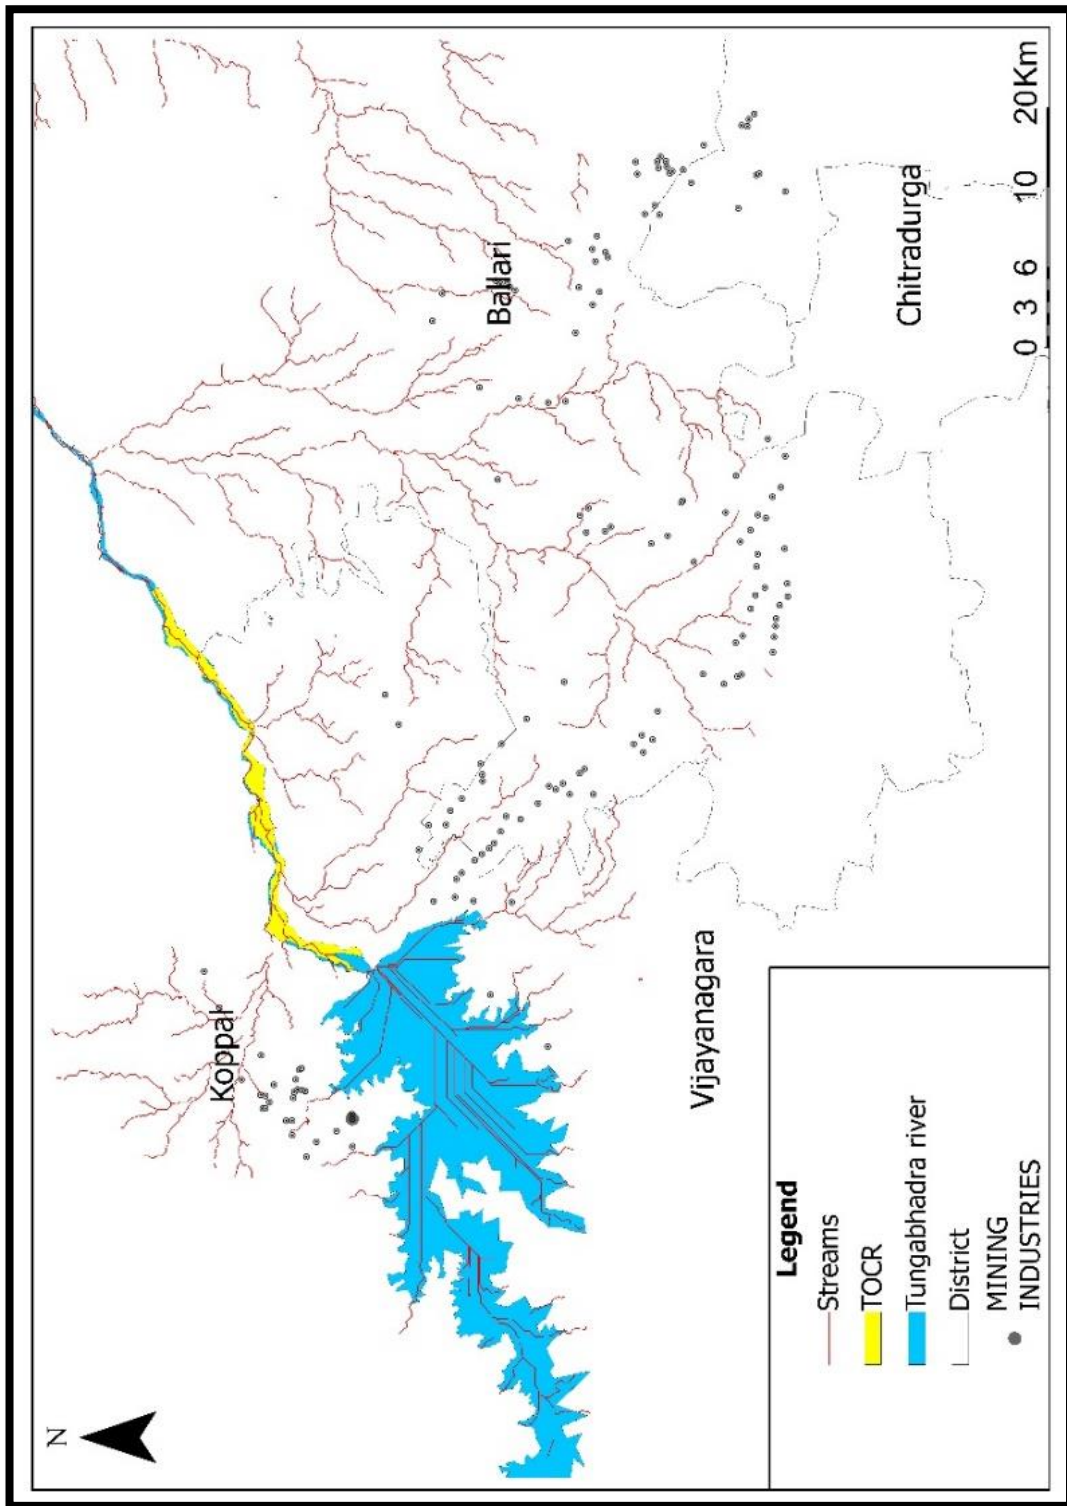 N
Koppal
Ballari
Vijayanagara
Chitradurga
Legend
Streams
TOCR
Tungabhadra river
District
MINING
INDUSTRIES
0 3 6 10 20Km